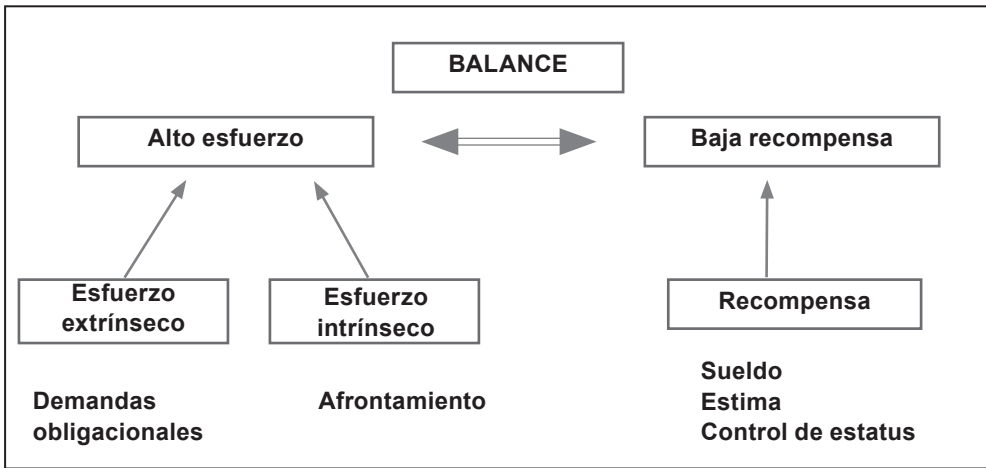 BALANCE
Alto esfuerzo
Baja recompensa
Esfuerzo
extrínseco
Esfuerzo
intrínseco
Recompensa
Demandas
obligacionales
Afrontamiento
Sueldo
Estima
Control de estatus